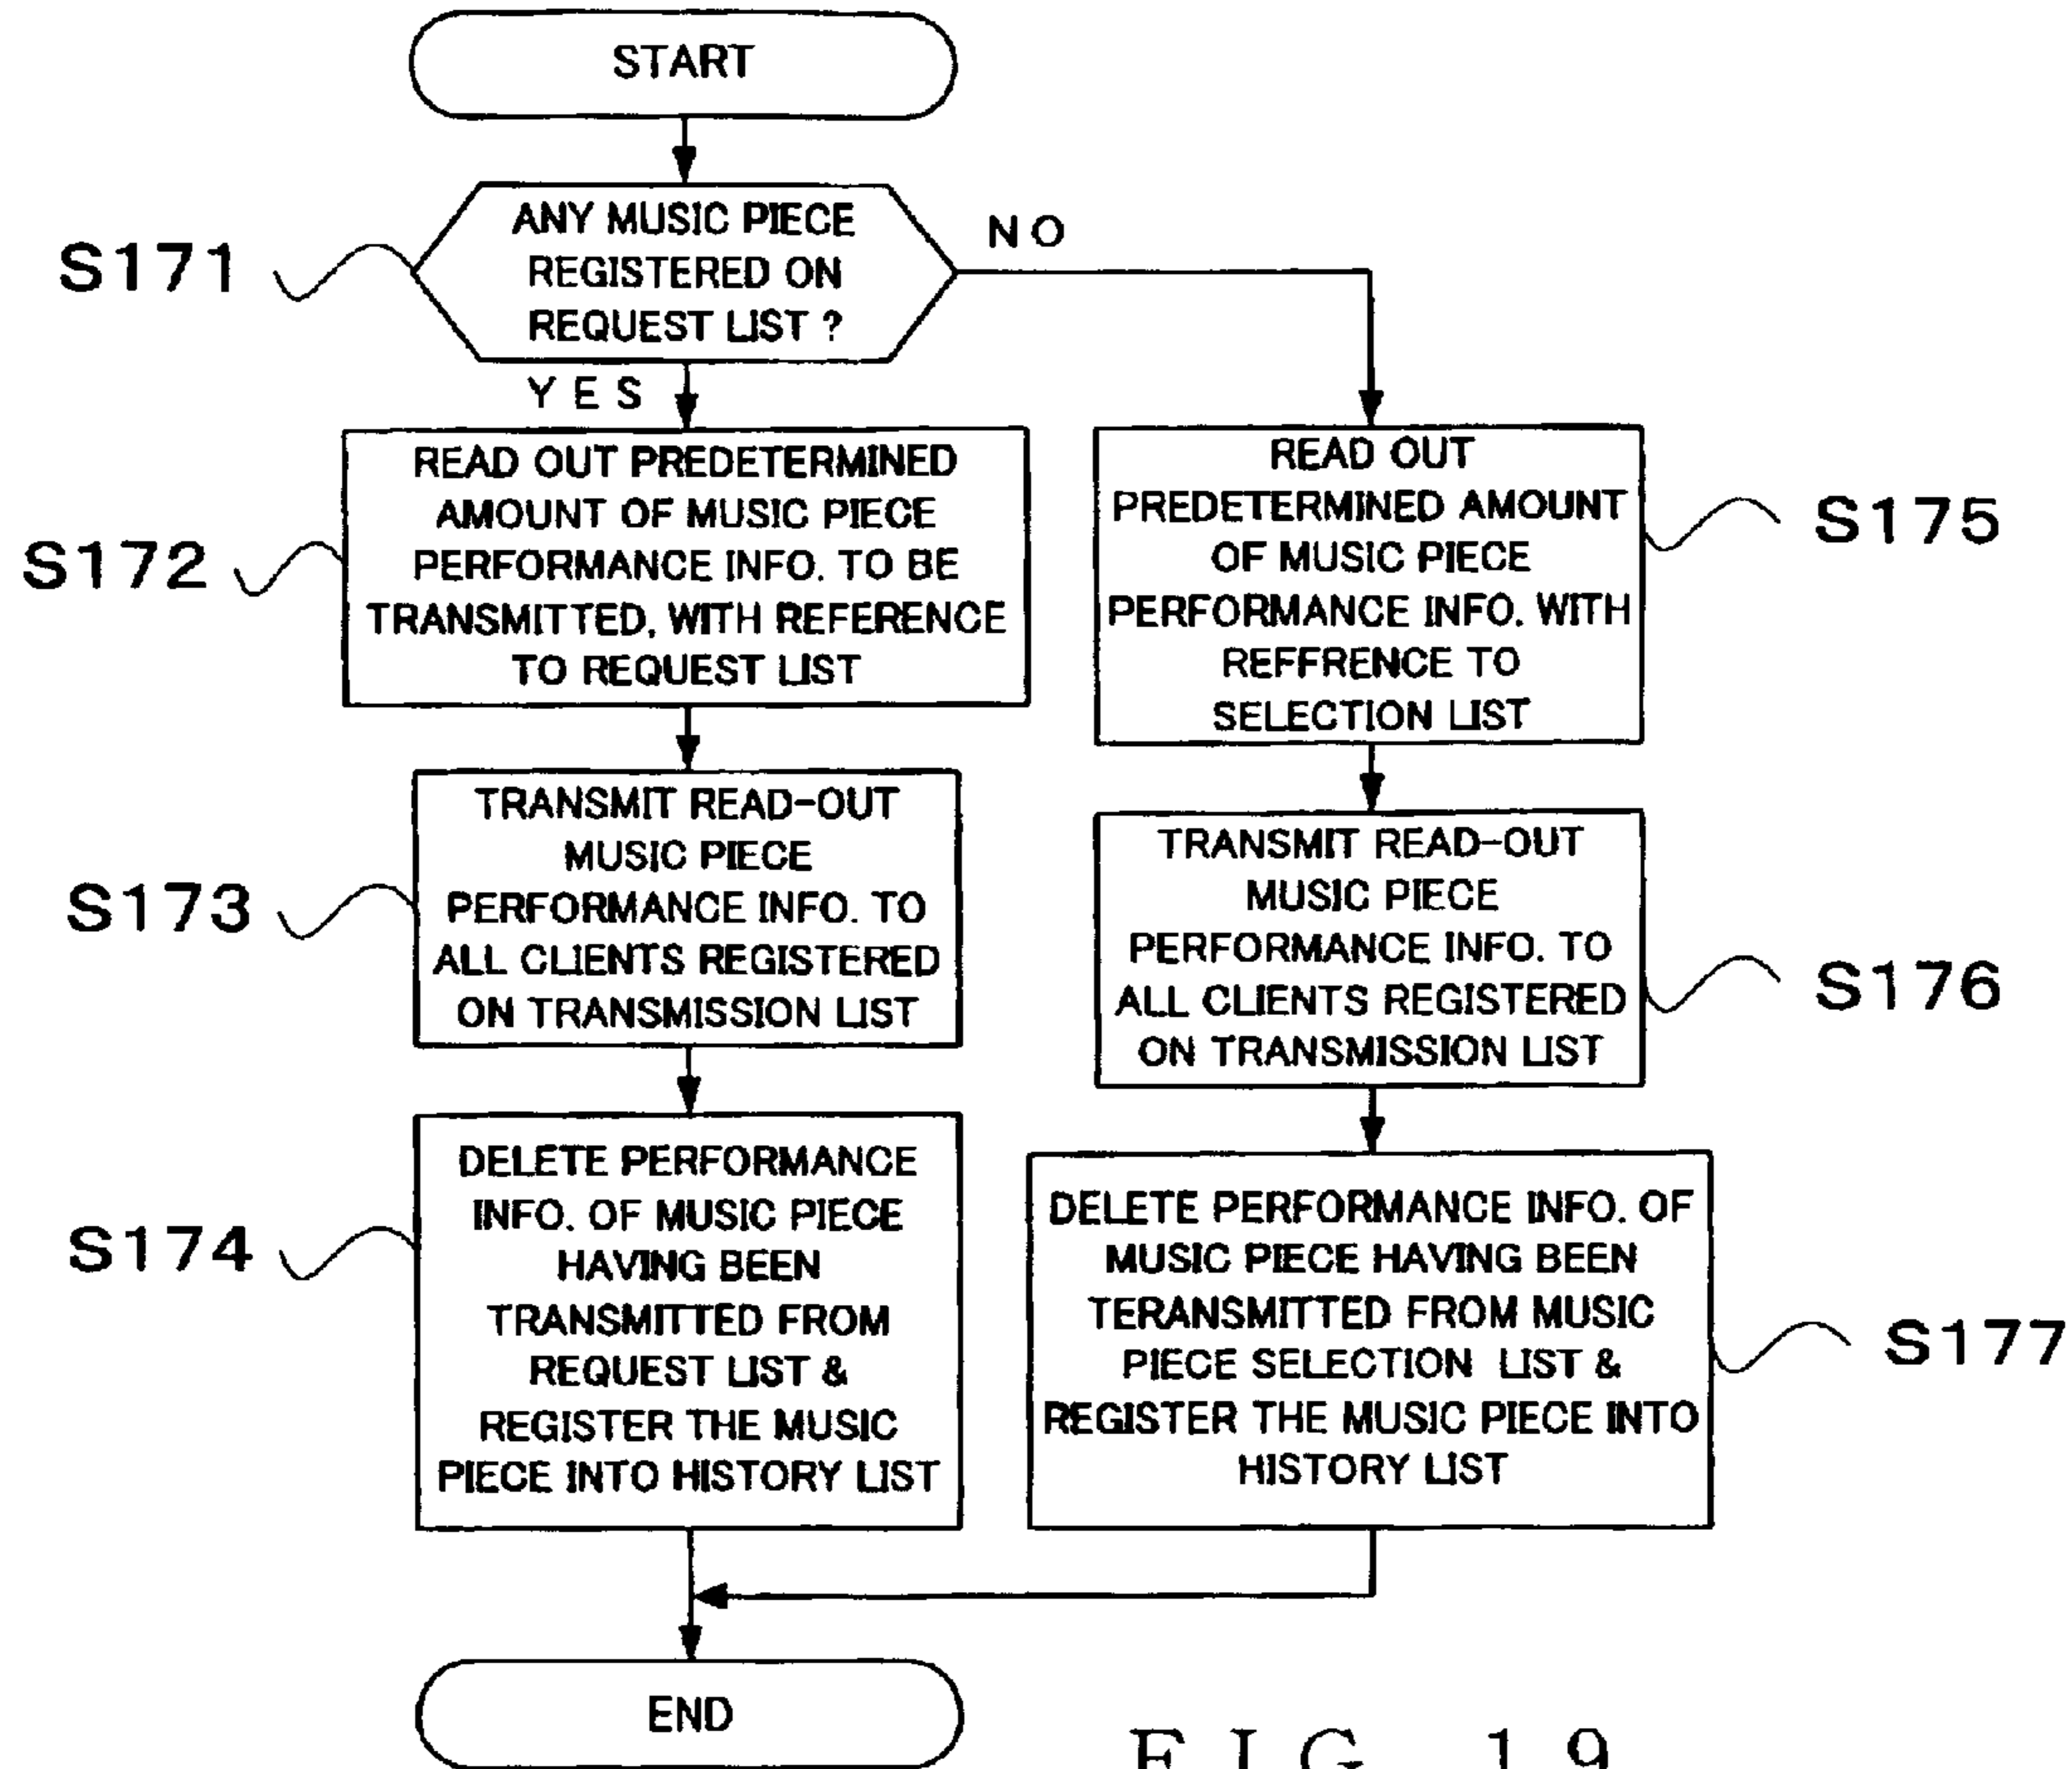 START
S171
ANY MUSIC PIECE
REGISTERED ON
REQUEST LIST ?
NO
YES
S172
READ OUT PREDETERMINED
AMOUNT OF MUSIC PIECE
PERFORMANCE INFO. TO BE
TRANSMITTED, WITH REFERENCE
TO REQUEST LIST
S173
TRANSMIT READ-OUT
MUSIC PIECE
PERFORMANCE INFO. TO
ALL CLIENTS REGISTERED
ON TRANSMISSION LIST
S174
DELETE PERFORMANCE
INFO. OF MUSIC PIECE
HAVING BEEN
TRANSMITTED FROM
REQUEST LIST &
REGISTER THE MUSIC
PIECE INTO HISTORY LIST
READ OUT
PREDETERMINED AMOUNT
OF MUSIC PIECE
PERFORMANCE INFO. WITH
REFFRENCE TO
SELECTION LIST
S175
TRANSMIT READ-OUT
MUSIC PIECE
PERFORMANCE INFO. TO
ALL CLIENTS REGISTERED
ON TRANSMISSION LIST
S176
DELETE PERFORMANCE INFO. OF
MUSIC PIECE HAVING BEEN
TERANSMITTED FROM MUSIC
PIECE SELECTION LIST &
REGISTER THE MUSIC PIECE INTO
HISTORY LIST
S177
END
FIG. 19